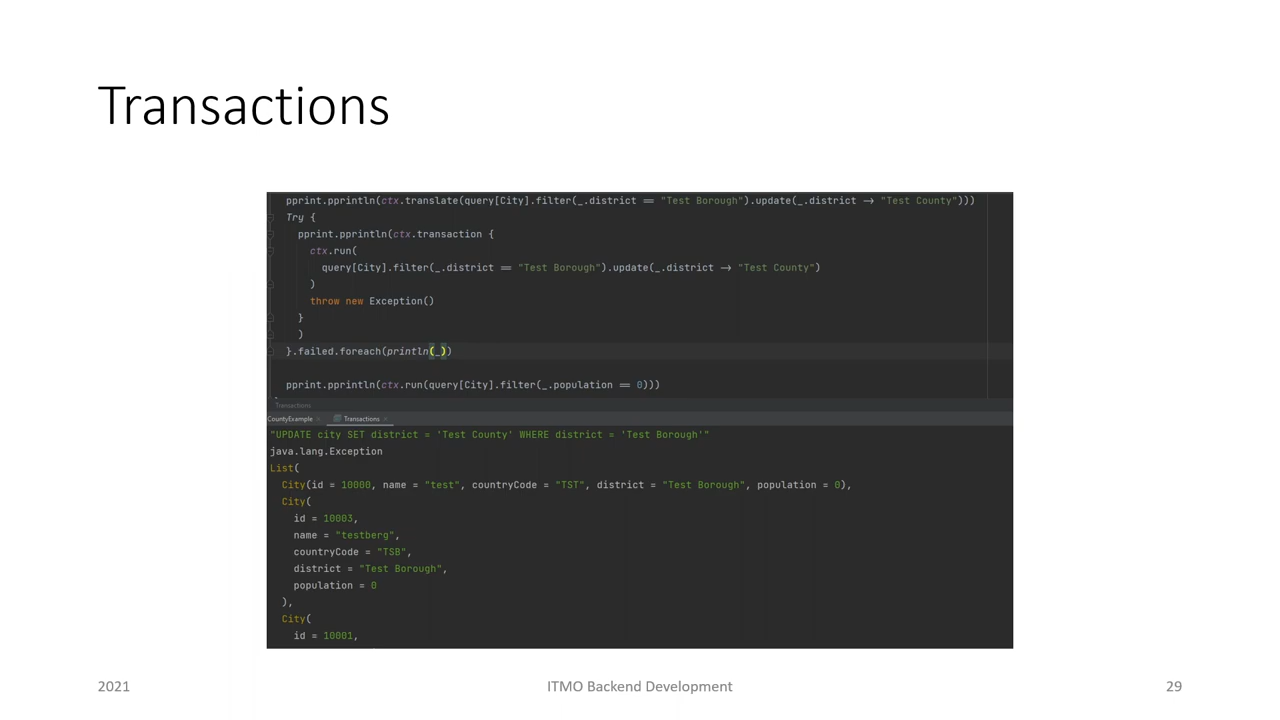 Transactions
pprint.pprintln(ctx.translate(query[City].filter(_.district == "Test Borough").update(_.district -> "Test County")))
Try {
pprint.pprintln(ctx.transaction {
ctx.run(
query[City].filter(_.district == "Test Borough").update(_.district -> "Test County")
)
throw new Exception()
}
)
}.failed.foreach(println(_))
pprint.pprintln(ctx.run(query[City].filter(_.population == 0)))
Transactions
CountyExample × Transactions ×
"UPDATE city SET district = 'Test County' WHERE district = 'Test Borough'"
java.lang.Exception
List(
City(id = 10000, name = "test", countryCode = "TST", district = "Test Borough", population = 0),
City(
id = 10003,
name = "testberg",
countryCode = "TSB",
district = "Test Borough",
population = 0
),
City(
id = 10001,
2021 ITMO Backend Development 29